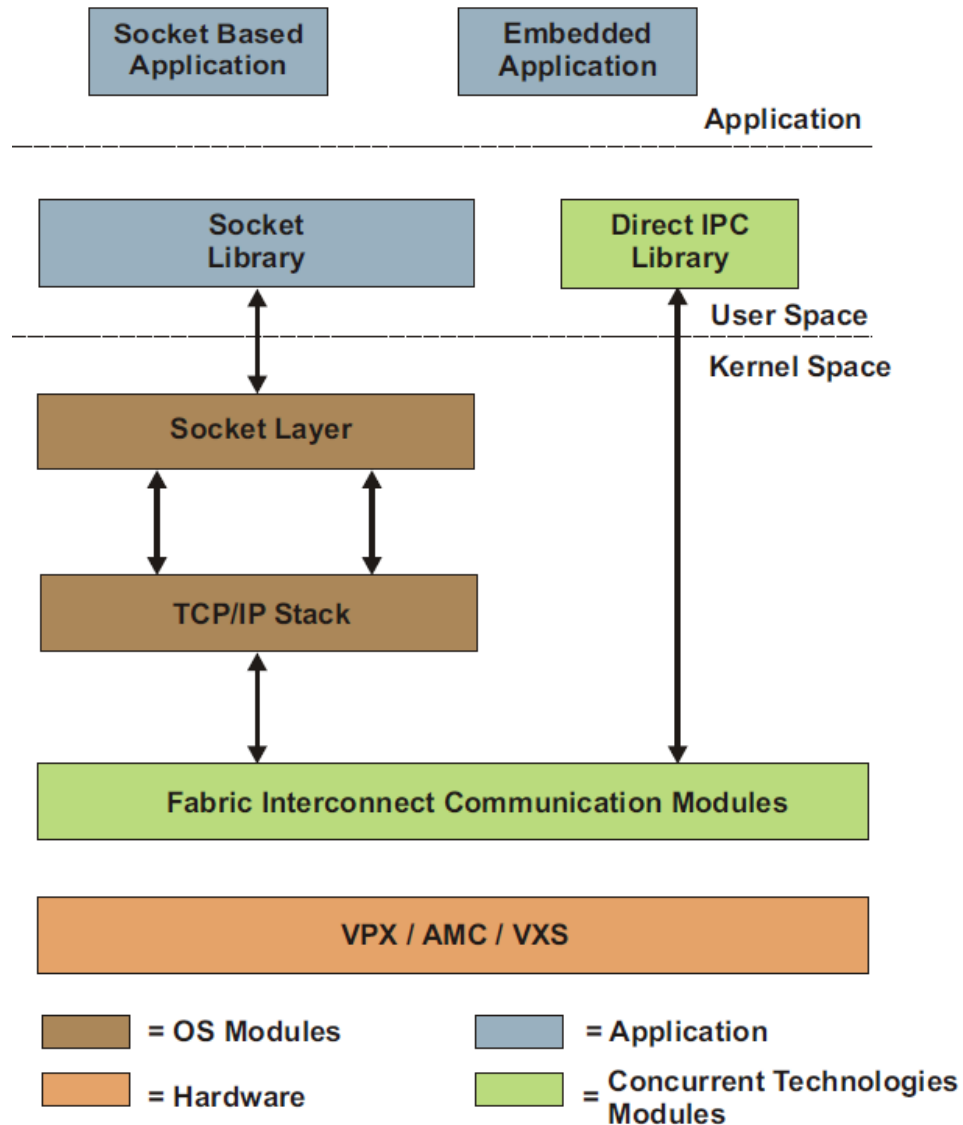 Socket Based
Application
Embedded
Application
Application
Socket
Library
Direct IPC
Library
User Space
Kernel Space
Socket Layer
TCP/IP Stack
Fabric Interconnect Communication Modules
VPX / AMC / VXS
= OS Modules
= Application
= Hardware
= Concurrent Technologies
Modules